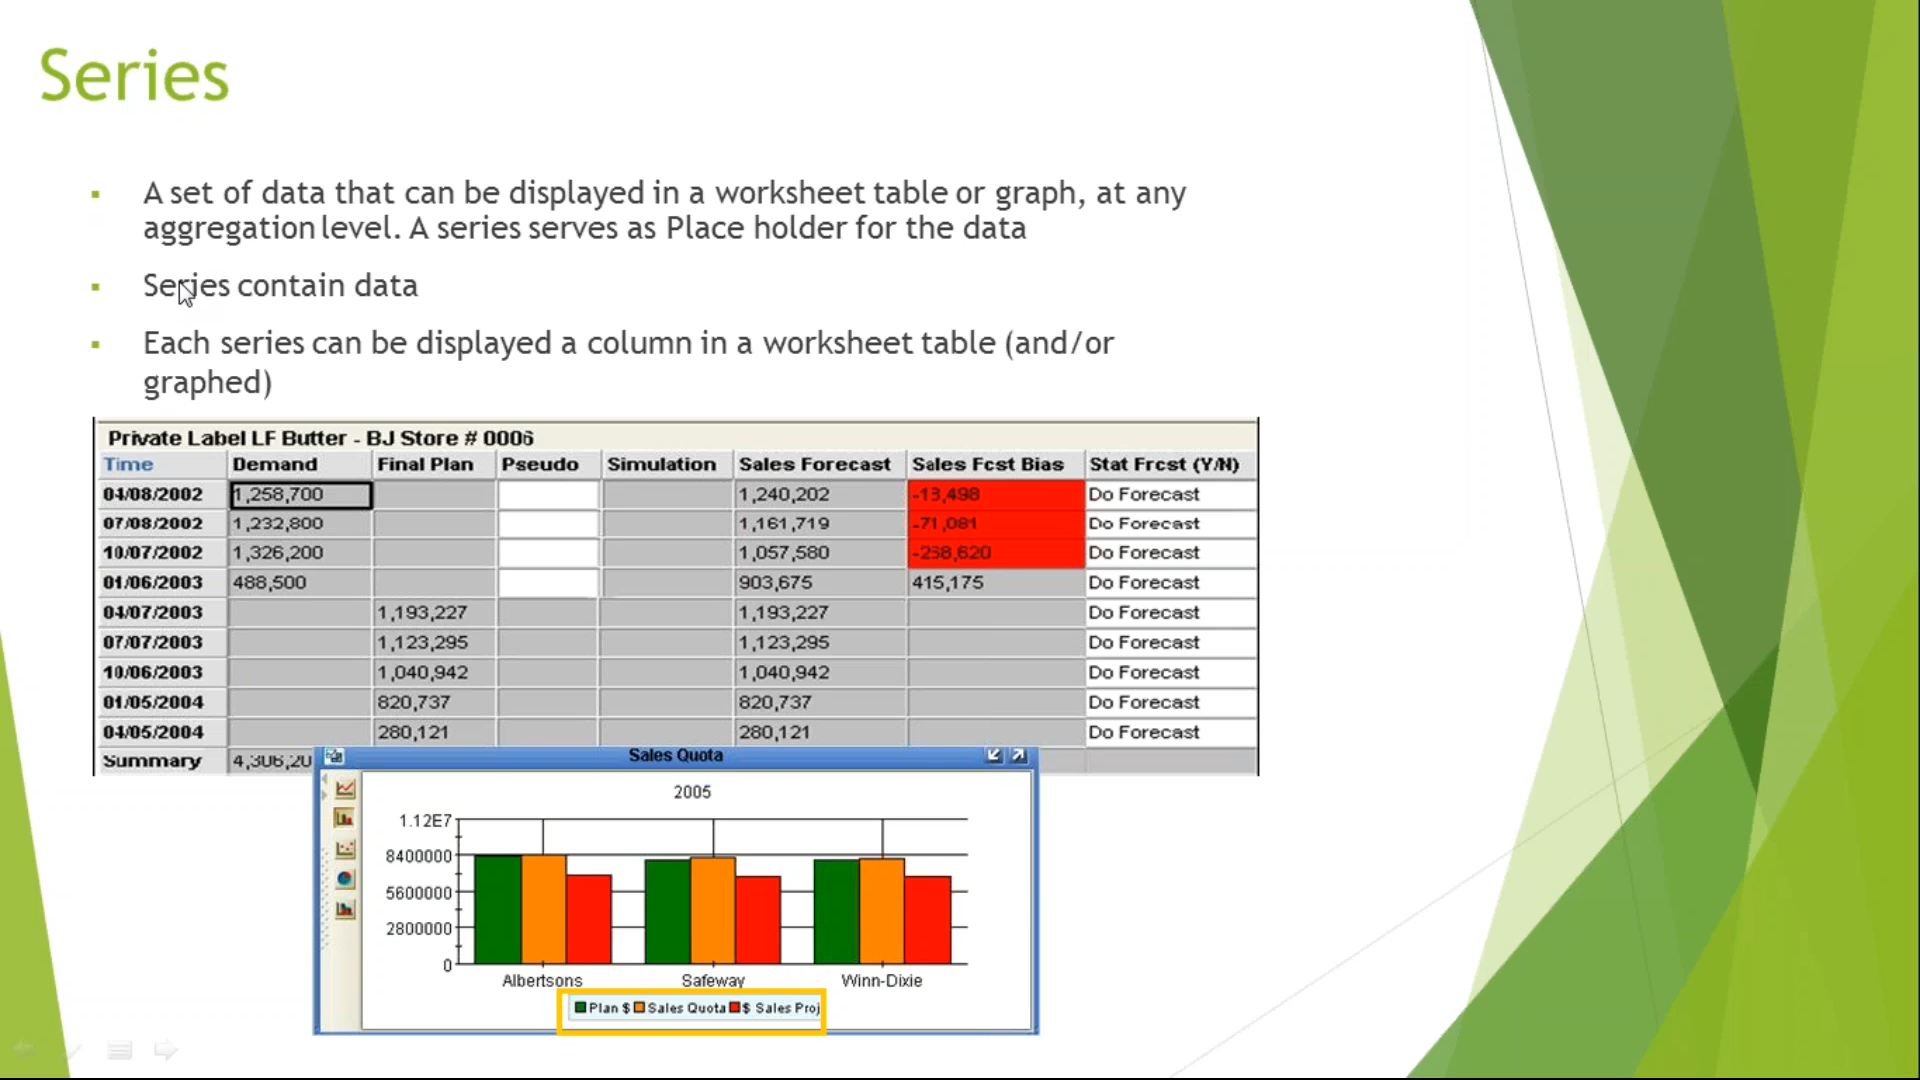 Series
A set of data that can be displayed in a worksheet table or graph, at any
aggregation level. A series serves as Place holder for the data
Series contain data
Each series can be displayed a column in a worksheet table (and/or
graphed)
Private Label LF Butter - BJ Store # 0006
Time Demand Final Plan Pseudo Simulation Sales Forecast Sales Fcst Bias Stat Frcst (Y/N)
04/08/2002 1,258,700 1,240,202 -18,498 Do Forecast
07/08/2002 1,232,800 1,161,719 -71,081 Do Forecast
10/07/2002 1,326,200 1,057,580 -268,620 Do Forecast
01/06/2003 488,500 903,675 415,175 Do Forecast
04/07/2003 1,193,227 1,193,227 Do Forecast
07/07/2003 1,123,295 1,123,295 Do Forecast
10/06/2003 1,040,942 1,040,942 Do Forecast
01/05/2004 820,737 820,737 Do Forecast
04/05/2004 280,121 280,121 Do Forecast
Summary 4,306,20
Sales Quota
2005
1.12E7
8400000
5600000
2800000
0
Albertsons Safeway Winn-Dixie
Plan $ Sales Quota $ Sales Proj